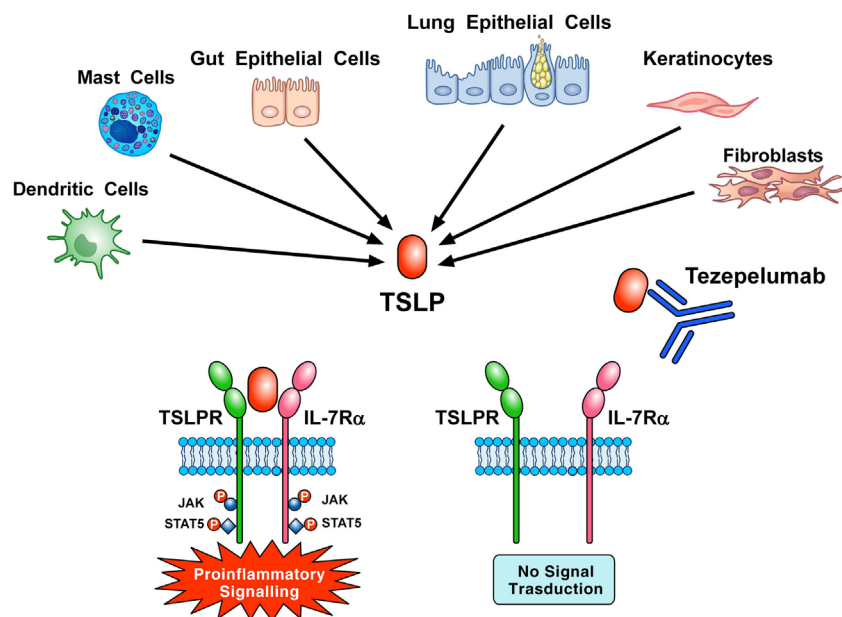 Lung Epithelial Cells
Gut Epithelial Cells
Keratinocytes
Mast Cells
Fibroblasts
Dendritic Cells
Tezepelumab
TSLP
TSLPR
IL-7Rα
TSLPR
IL-7Rα
P
P
JAK
JAK
STAT5
P
P
STAT5
Proinflammatory
Signalling
No Signal
Trasduction